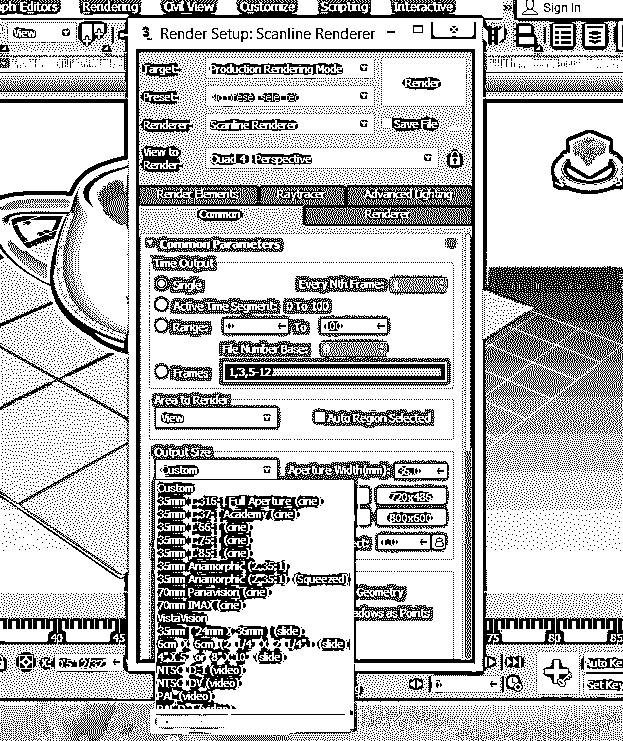 ph Editors Rendering Civil View Customize Scripting Interactive
Sign In
View
Render Setup: Scanline Renderer
Target: Production Rendering Mode
Render
Preset:
Renderer: Scanline Renderer
Save File
View to Render: Quad 4 - Perspective
Render Elements Raytracer Advanced Lighting
Common Renderer
Common Parameters
Time Output
Single Every Nth Frame:
Active Time Segment: 0 To 100
Range: To 100
File Number Base:
Frames 1,3,5-12
Area to Render
View Auto Region Selected
Output Size
Custom Aperture Width(mm): 36.0
Custom
35mm 1.316:1 Full Aperture (cine)
35mm 1.37:1 Academy (cine)
35mm 1.66:1 (cine)
35mm 1.75:1 (cine)
35mm 1.85:1 (cine)
35mm Anamorphic (2.35:1)
35mm Anamorphic (2.35:1) (Squeezed)
70mm Panavision (cine)
70mm IMAX (cine)
VistaVision
35mm (24mm X 36mm) (slide)
6cm X 6cm (2 1/4" X 2 1/4") (slide)
4" X 5" or 8" X 10" (slide)
NTSC D-1 (video)
NTSC DV (video)
PAL (video)
720x486
800x600
Geometry
dows as Points
40 45 75 80 85
X:
Auto Key
Set Key